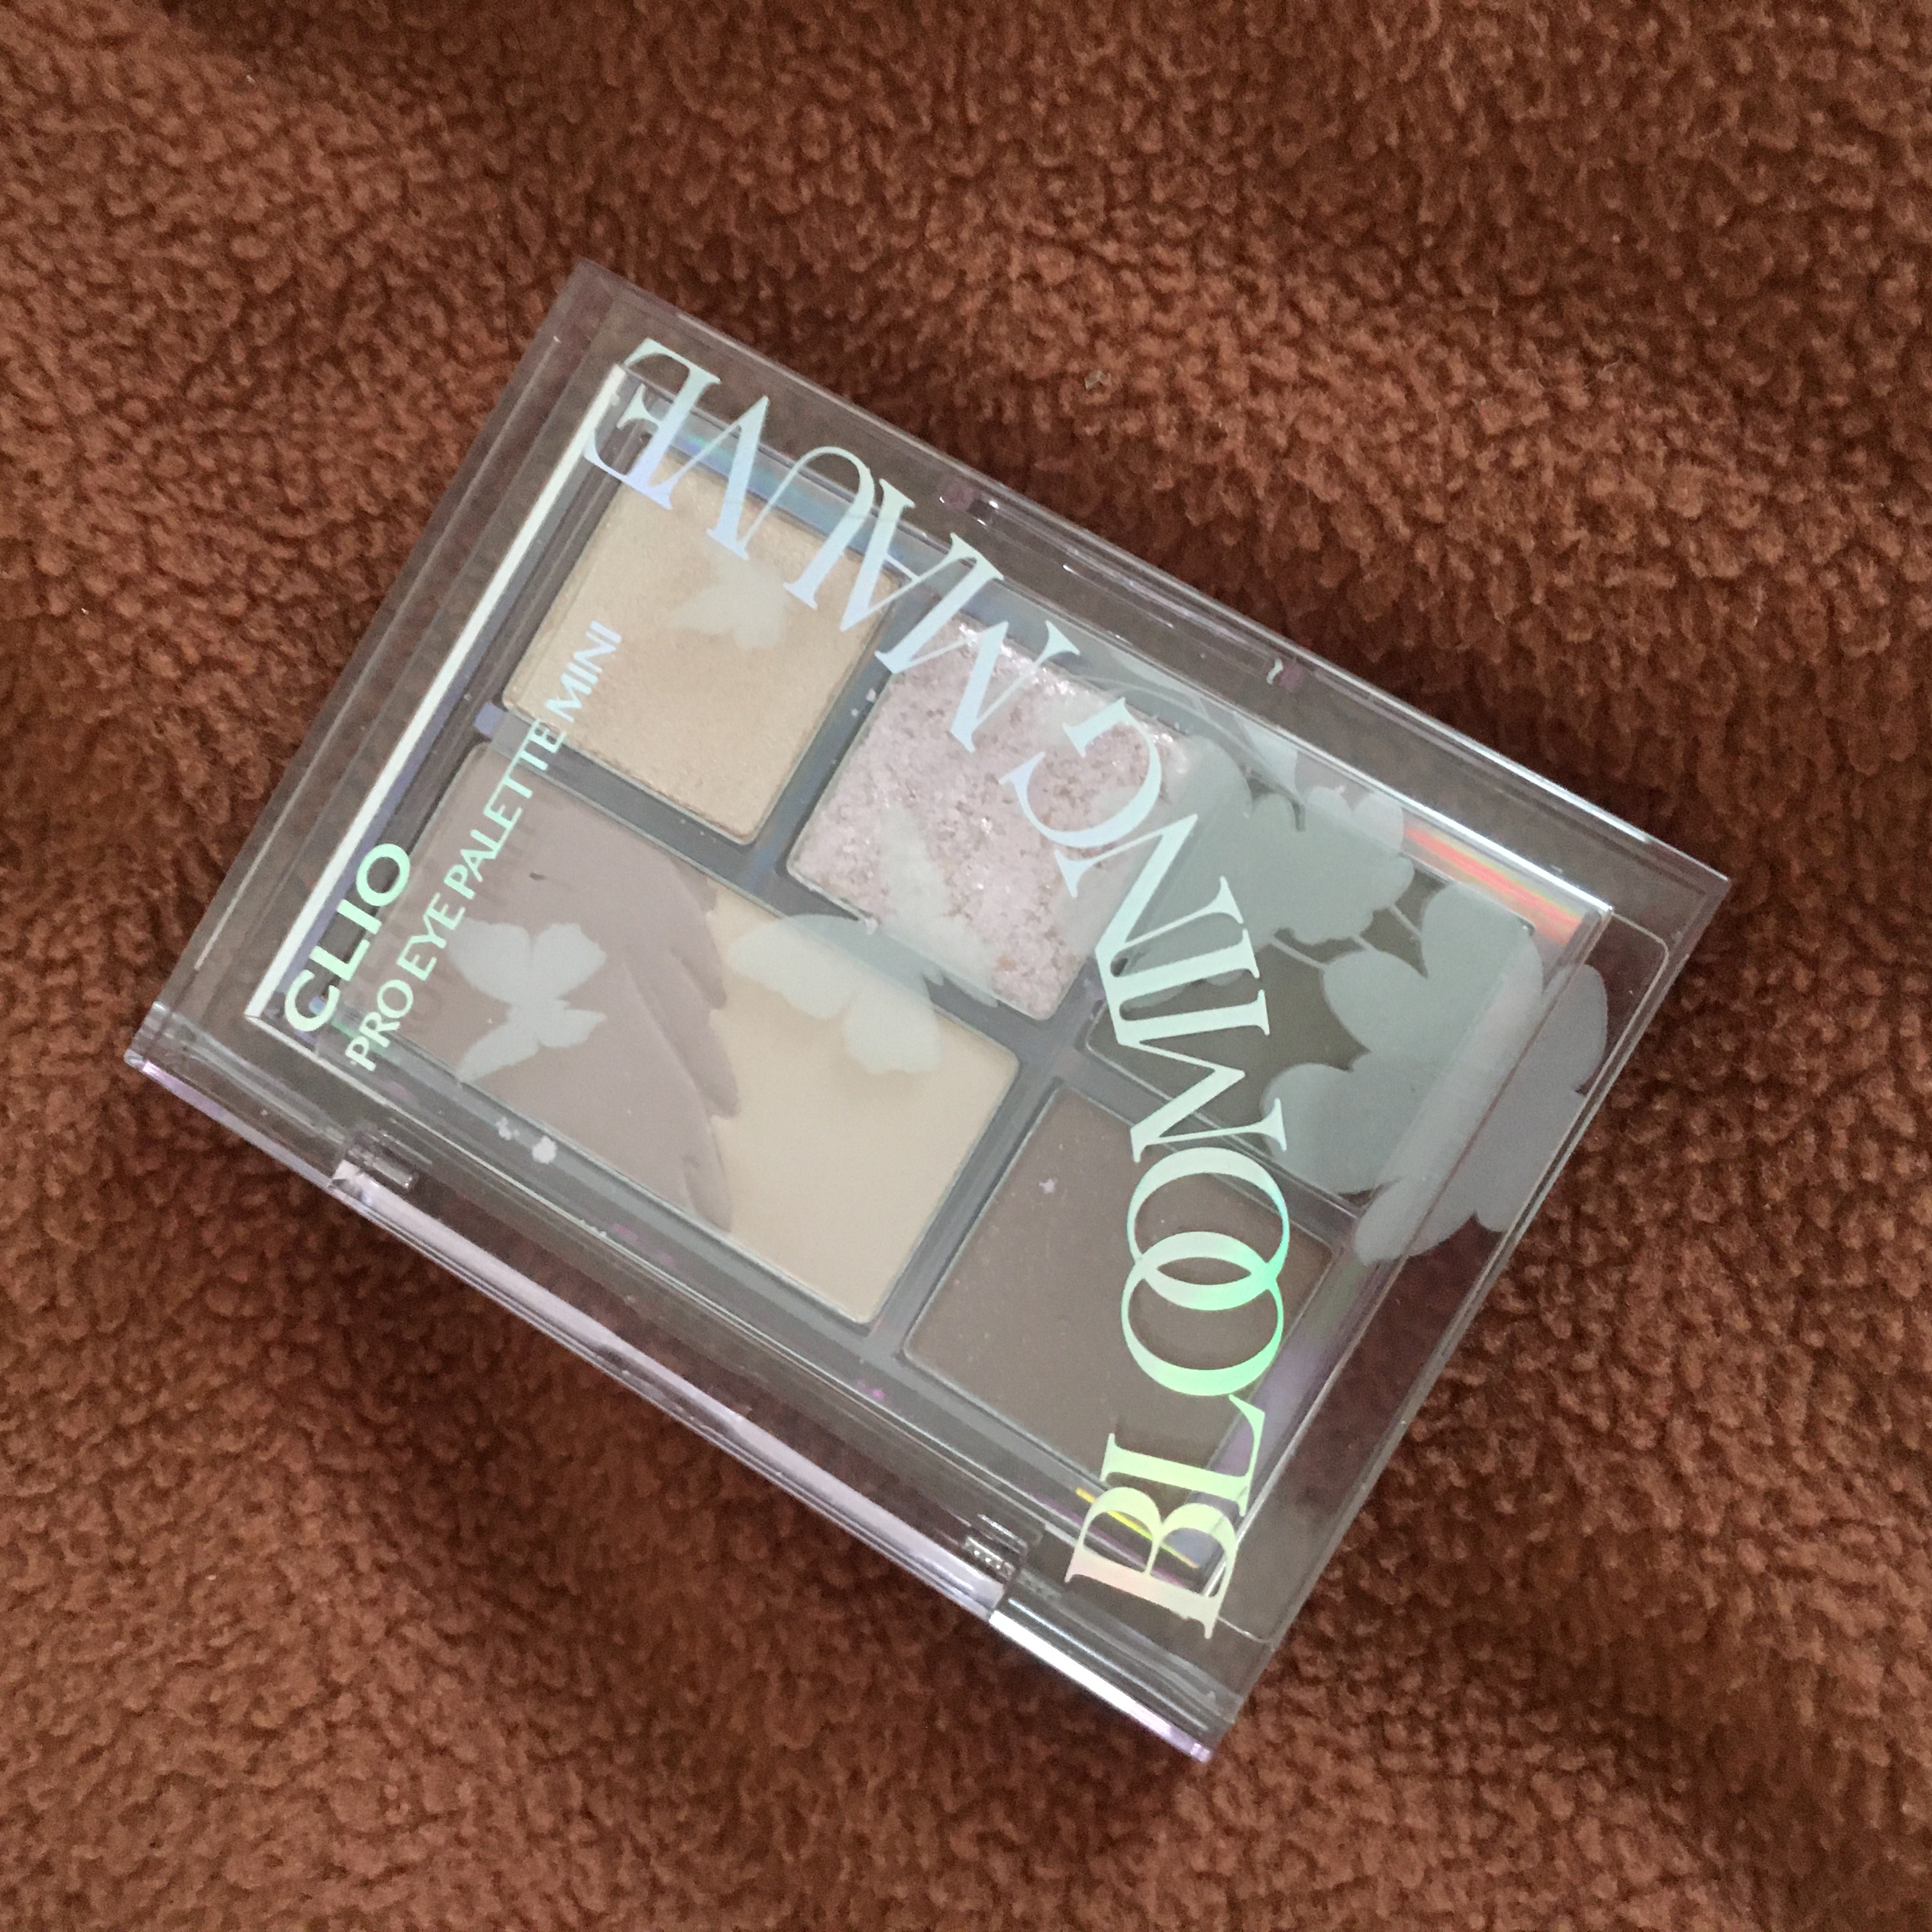 CLIO
PRO EYE PALETTE MINI
BLOOMING MAUVE